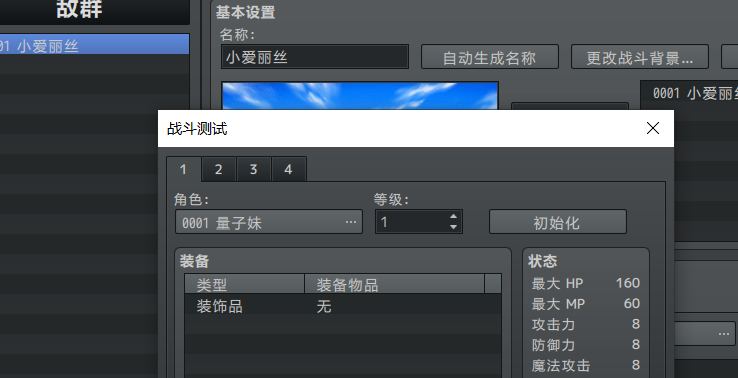 敌群
基本设置
0001 小爱丽丝
名称:
小爱丽丝
自动生成名称
更改战斗背景...
0001 小爱丽丝
战斗测试
1 2 3 4
角色:
等级:
0001 量子妹 ...
1
初始化
装备
状态
类型 装备物品
装饰品 无
最大 HP 160
最大 MP 60
攻击力 8
防御力 8
魔法攻击 8
...